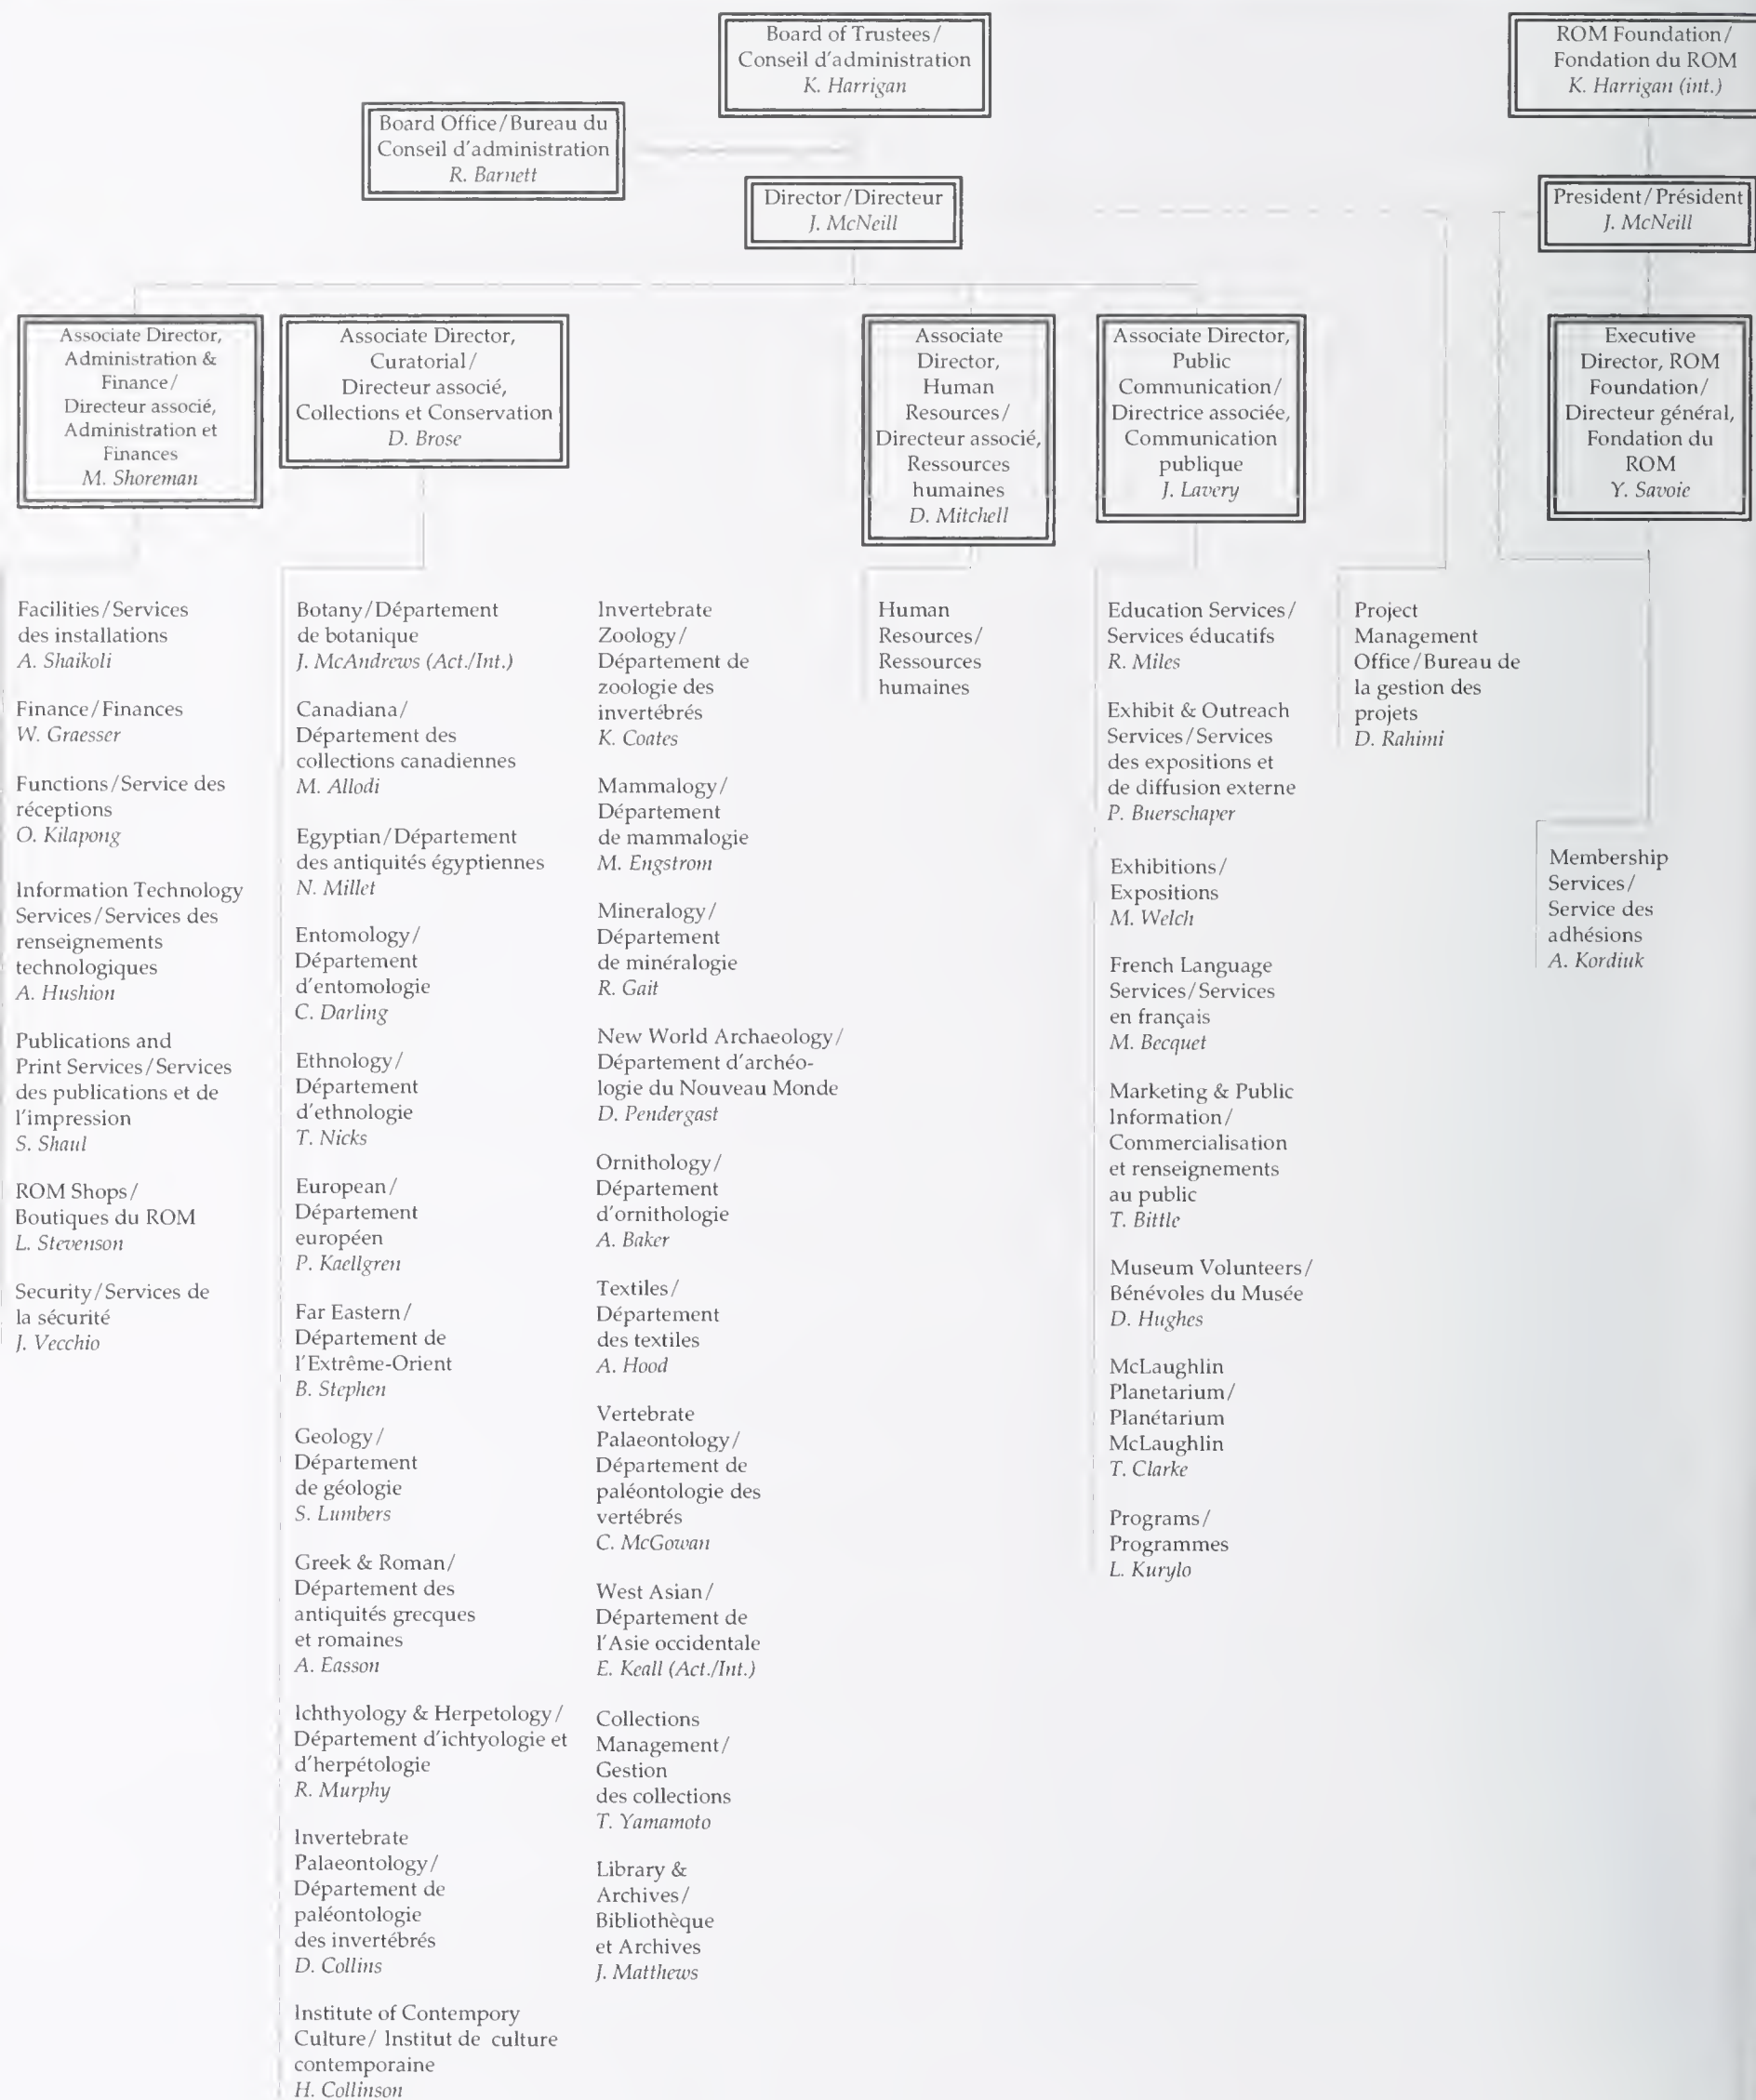 Board of Trustees/
Conseil d'administration
K. Harrigan
ROM Foundation/
Fondation du ROM
K. Harrigan (int.)
Board Office/Bureau du
Conseil d'administration
R. Barnett
Director/Directeur
J. McNeill
President/Président
J. McNeill
Associate Director,
Administration &
Finance/
Directeur associé,
Administration et
Finances
M. Shoreman
Associate Director,
Curatorial/
Directeur associé,
Collections et Conservation
D. Brose
Associate
Director,
Human
Resources/
Directeur associé,
Ressources
humaines
D. Mitchell
Associate Director,
Public
Communication/
Directrice associée,
Communication
publique
J. Lavery
Executive
Director, ROM
Foundation/
Directeur général,
Fondation du
ROM
Y. Savoie
Facilities/Services
des installations
A. Shaikoli
Finance/Finances
W. Graesser
Functions/Service des
réceptions
O. Kilapong
Information Technology
Services/Services des
renseignements
technologiques
A. Hushion
Publications and
Print Services/Services
des publications et de
l'impression
S. Shaul
ROM Shops/
Boutiques du ROM
L. Stevenson
Security/Services de
la sécurité
J. Vecchio
Botany/Département
de botanique
J. McAndrews (Act./Int.)
Canadiana/
Département des
collections canadiennes
M. Allodi
Egyptian/Département
des antiquités égyptiennes
N. Millet
Entomology/
Département
d'entomologie
C. Darling
Ethnology/
Département
d'ethnologie
T. Nicks
European/
Département
européen
P. Kaellgren
Far Eastern/
Département de
l'Extrême-Orient
B. Stephen
Geology/
Département
de géologie
S. Lumbers
Greek & Roman/
Département des
antiquités grecques
et romaines
A. Easson
Ichthyology & Herpetology/
Département d'ichtyologie et
d'herpétologie
R. Murphy
Invertebrate
Palaeontology/
Département de
paléontologie
des invertébrés
D. Collins
Institute of Contempory
Culture/ Institut de culture
contemporaine
H. Collinson
Invertebrate
Zoology/
Département de
zoologie des
invertébrés
K. Coates
Mammalogy/
Département
de mammalogie
M. Engstrom
Mineralogy/
Département
de minéralogie
R. Gait
New World Archaeology/
Département d'archéo-
logie du Nouveau Monde
D. Pendergast
Ornithology/
Département
d'ornithologie
A. Baker
Textiles/
Département
des textiles
A. Hood
Vertebrate
Palaeontology/
Département de
paléontologie des
vertébrés
C. McGowan
West Asian/
Département de
l'Asie occidentale
E. Keall (Act./Int.)
Collections
Management/
Gestion
des collections
T. Yamamoto
Library &
Archives/
Bibliothèque
et Archives
J. Matthews
Human
Resources/
Ressources
humaines
Education Services/
Services éducatifs
R. Miles
Exhibit & Outreach
Services/Services
des expositions et
de diffusion externe
P. Buerschaper
Exhibitions/
Expositions
M. Welch
French Language
Services/Services
en français
M. Becquet
Marketing & Public
Information/
Commercialisation
et renseignements
au public
T. Bittle
Museum Volunteers/
Bénévoles du Musée
D. Hughes
McLaughlin
Planetarium/
Planétarium
McLaughlin
T. Clarke
Programs/
Programmes
L. Kurylo
Project
Management
Office/Bureau de
la gestion des
projets
D. Rahimi
Membership
Services/
Service des
adhésions
A. Kordiuk